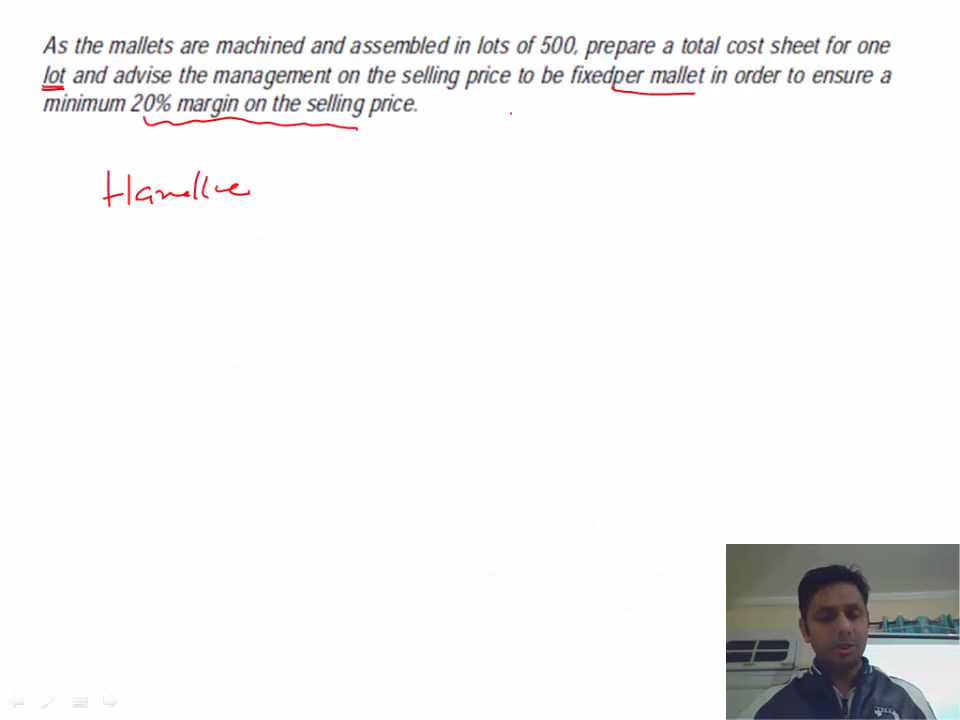 As the mallets are machined and assembled in lots of 500, prepare a total cost sheet for one
lot and advise the management on the selling price to be fixedper mallet in order to ensure a
minimum 20% margin on the selling price.
Handle